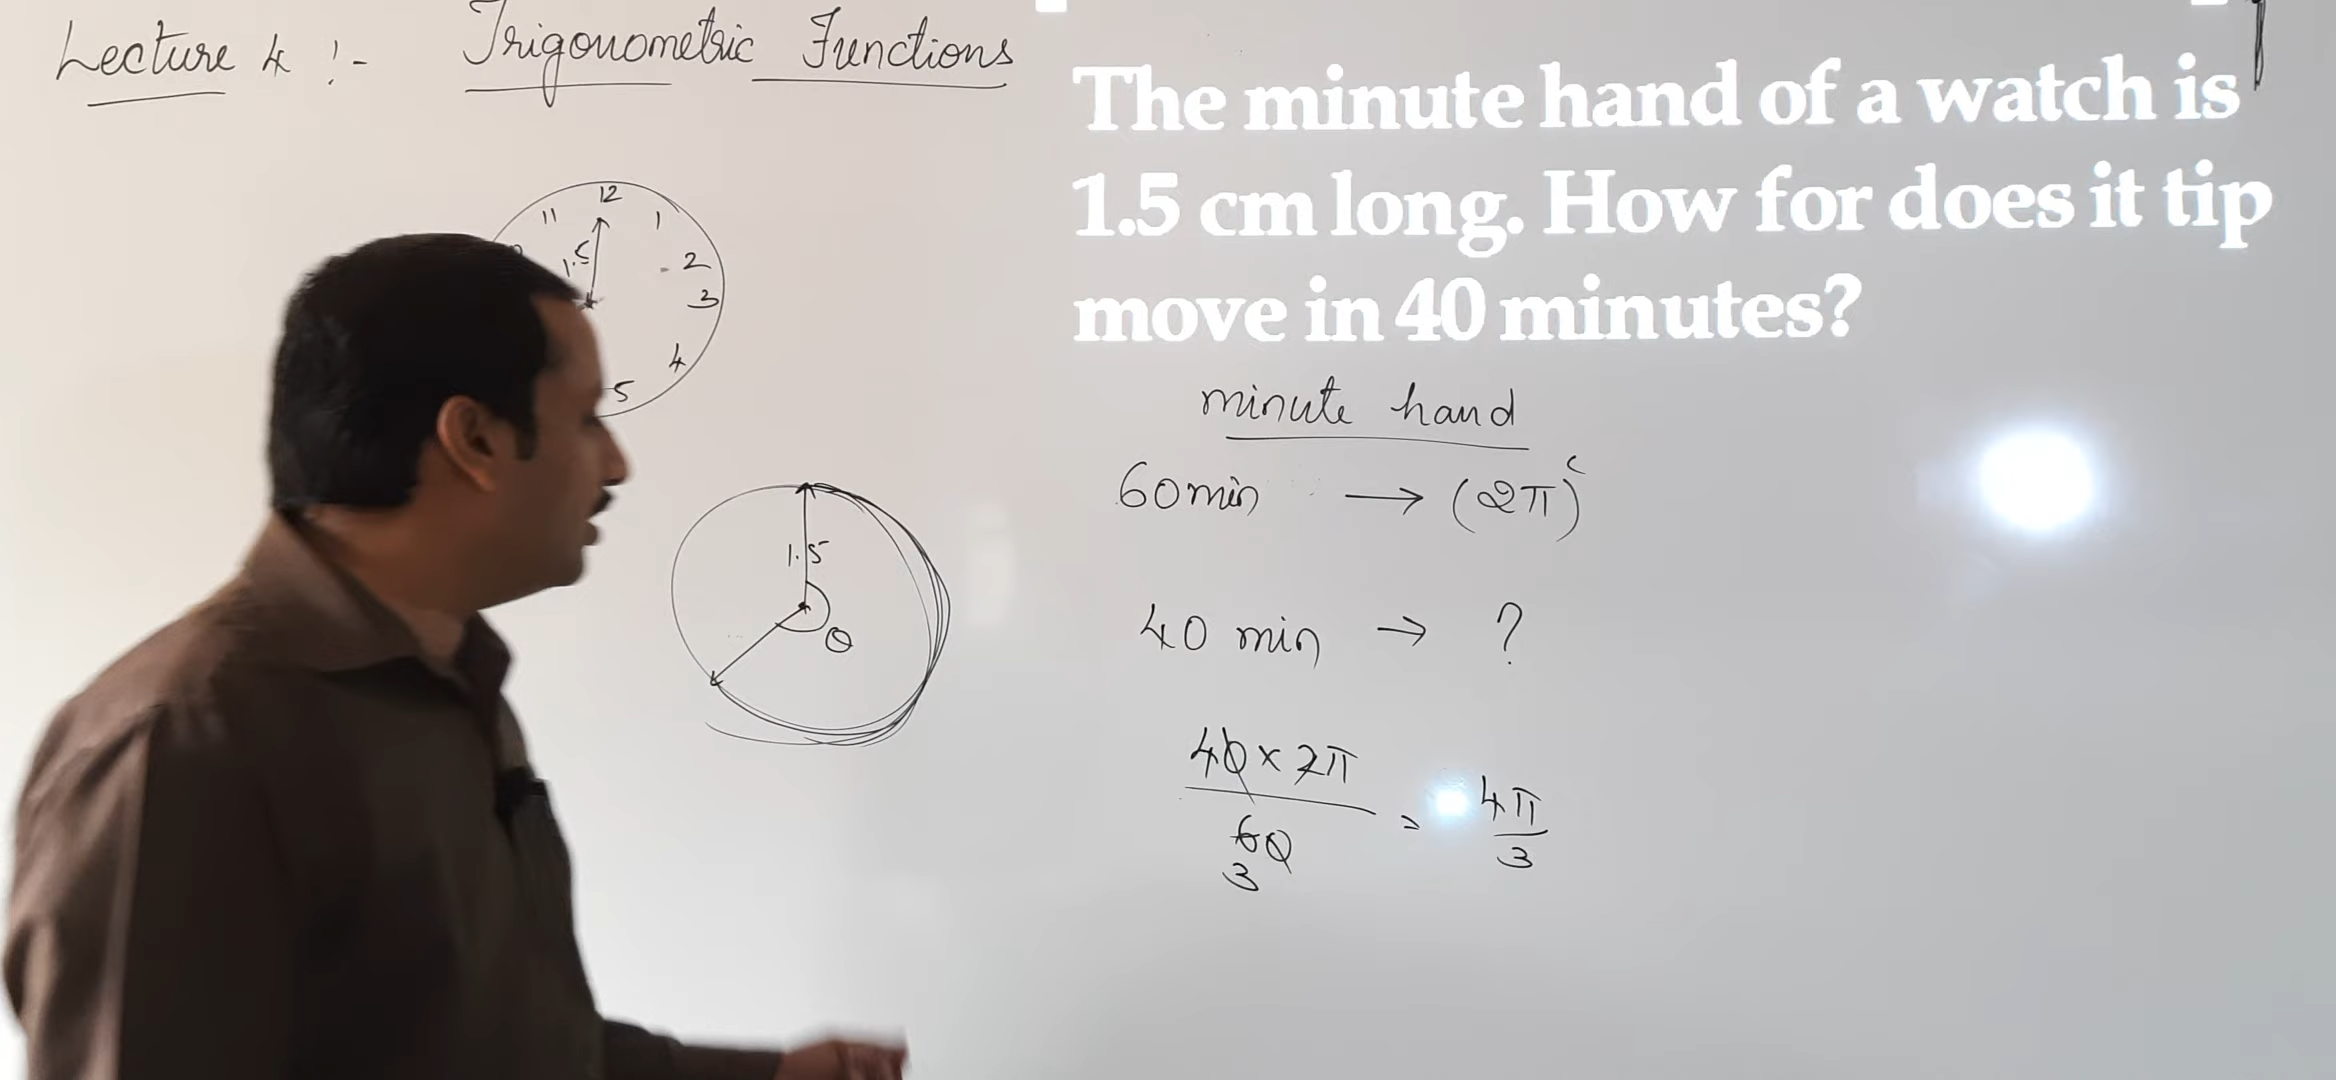 Lecture 4 :- Trigonometric Functions
The minute hand of a watch is
1.5 cm long. How for does it tip
move in 40 minutes?
12
11 1
1.5 2
3
4
5
minute hand
60 min → (2π)ᶜ
1.5
θ
40 min → ?
40 × 2π
60
3
= 4π
3